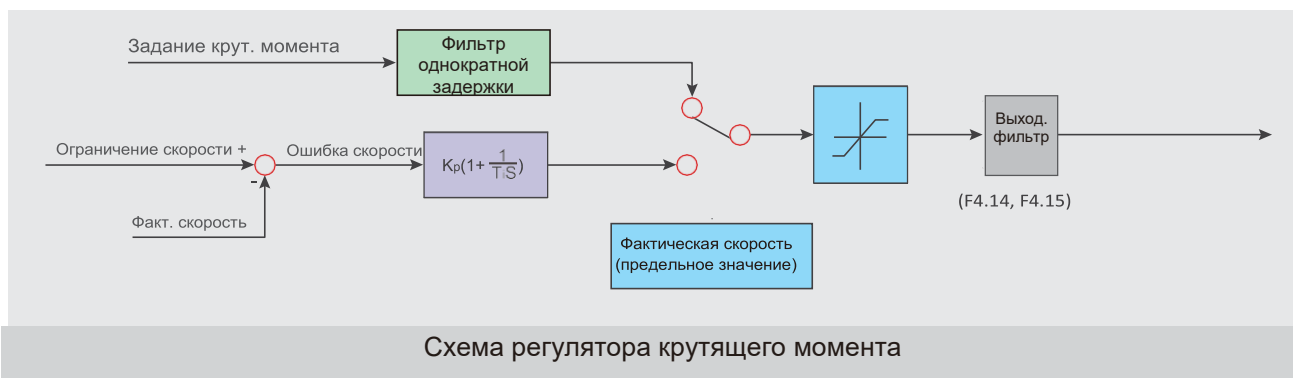 Задание крут. момента
Фильтр
однократной
задержки
Ограничение скорости +
-
Ошибка скорости
Kp(1+ 1/TiS)
Факт. скорость
Выход.
фильтр
(F4.14, F4.15)
Фактическая скорость
(предельное значение)
Схема регулятора крутящего момента